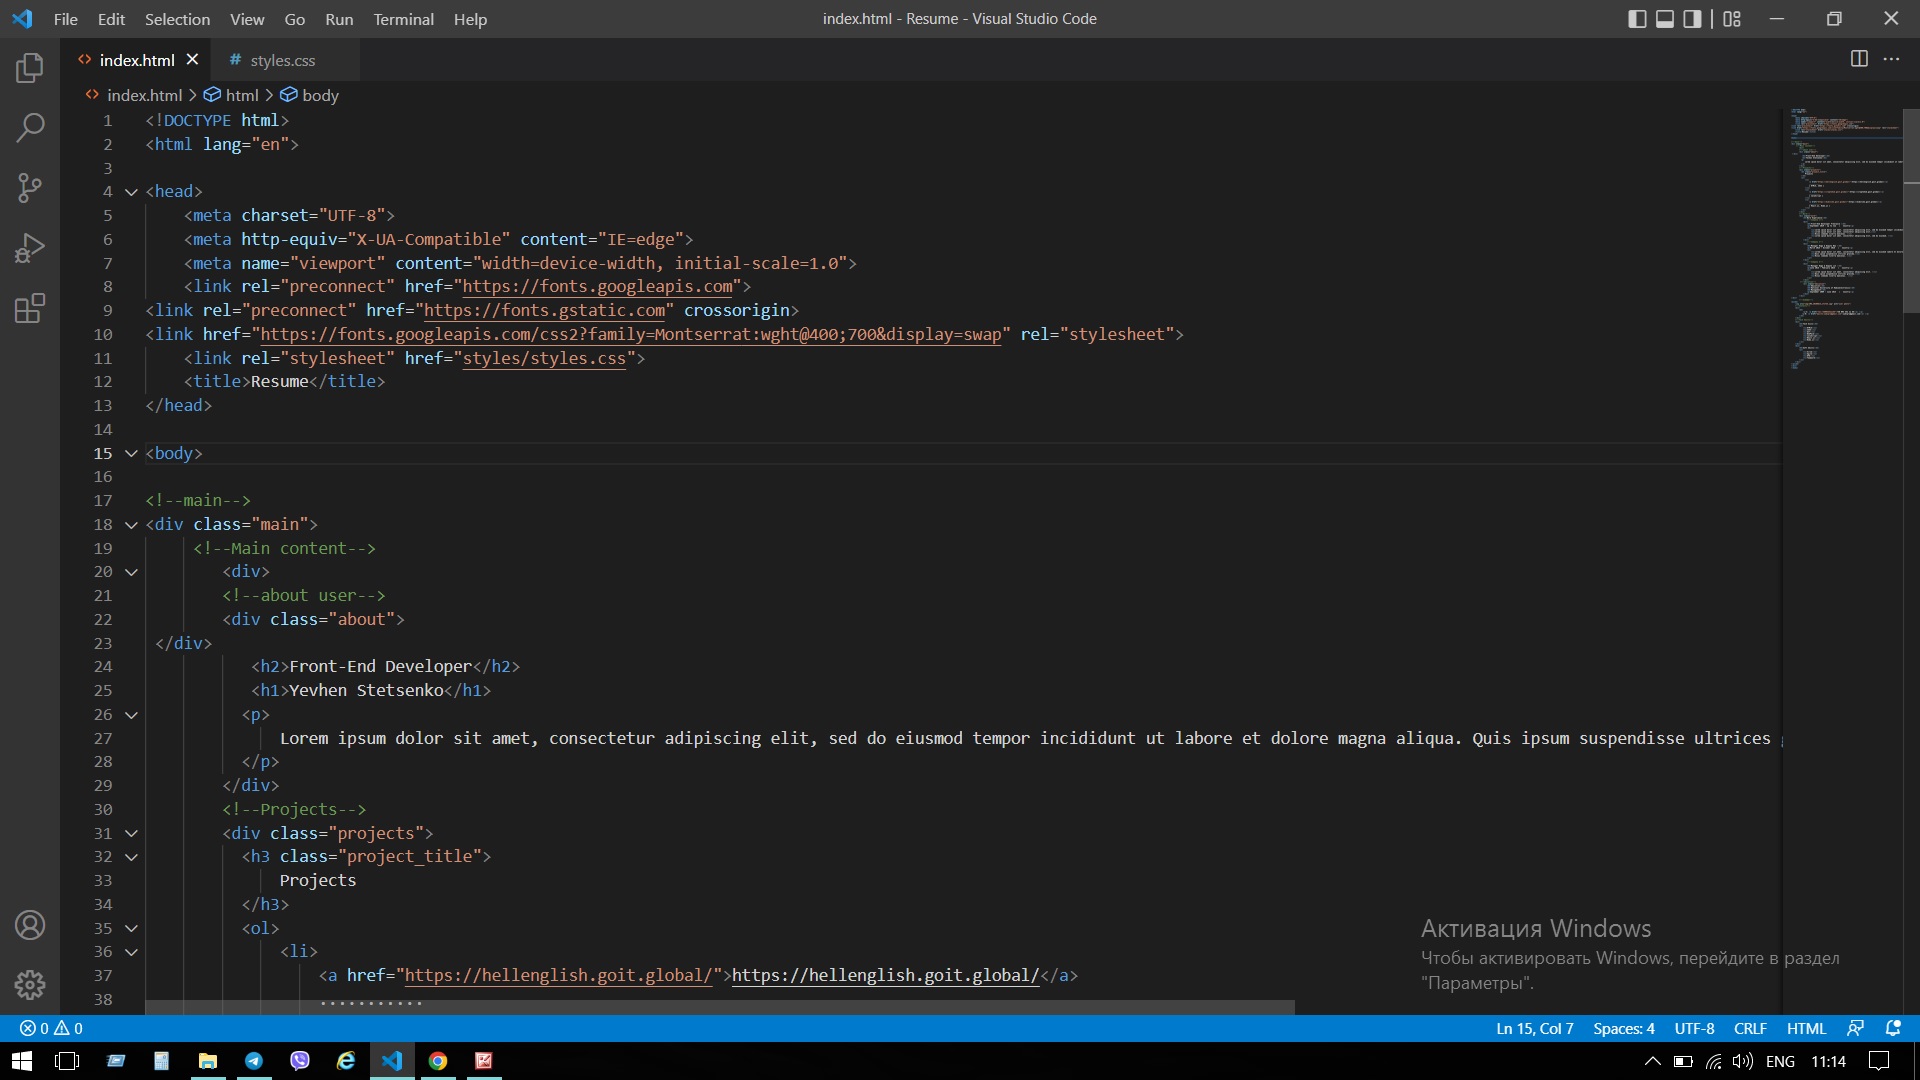 File Edit Selection View Go Run Terminal Help
index.html - Resume - Visual Studio Code
index.html
# styles.css
index.html > html > body
1 <!DOCTYPE html>
2 <html lang="en">
3
4 <head>
5 <meta charset="UTF-8">
6 <meta http-equiv="X-UA-Compatible" content="IE=edge">
7 <meta name="viewport" content="width=device-width, initial-scale=1.0">
8 <link rel="preconnect" href="https://fonts.googleapis.com">
9 <link rel="preconnect" href="https://fonts.gstatic.com" crossorigin>
10 <link href="https://fonts.googleapis.com/css2?family=Montserrat:wght@400;700&display=swap" rel="stylesheet">
11 <link rel="stylesheet" href="styles/styles.css">
12 <title>Resume</title>
13 </head>
14
15 <body>
16
17 <!--main-->
18 <div class="main">
19 <!--Main content-->
20 <div>
21 <!--about user-->
22 <div class="about">
23 </div>
24 <h2>Front-End Developer</h2>
25 <h1>Yevhen Stetsenko</h1>
26 <p>
27 Lorem ipsum dolor sit amet, consectetur adipiscing elit, sed do eiusmod tempor incididunt ut labore et dolore magna aliqua. Quis ipsum suspendisse ultrices
28 </p>
29 </div>
30 <!--Projects-->
31 <div class="projects">
32 <h3 class="project_title">
33 Projects
34 </h3>
35 <ol>
36 <li>
37 <a href="https://hellenglish.goit.global/">https://hellenglish.goit.global/</a>
38
Активация Windows
Чтобы активировать Windows, перейдите в раздел
"Параметры".
0 0
Ln 15, Col 7 Spaces: 4 UTF-8 CRLF HTML
ENG 11:14